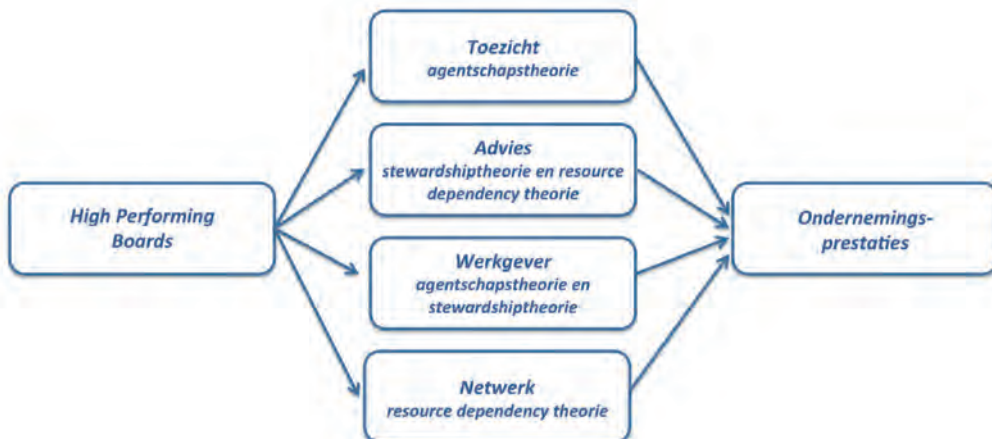 High Performing
Boards
Toezicht
agentschapstheorie
Advies
stewardshiptheorie en resource
dependency theorie
Werkgever
agentschapstheorie en
stewardshiptheorie
Netwerk
resource dependency theorie
Ondernemings-
prestaties